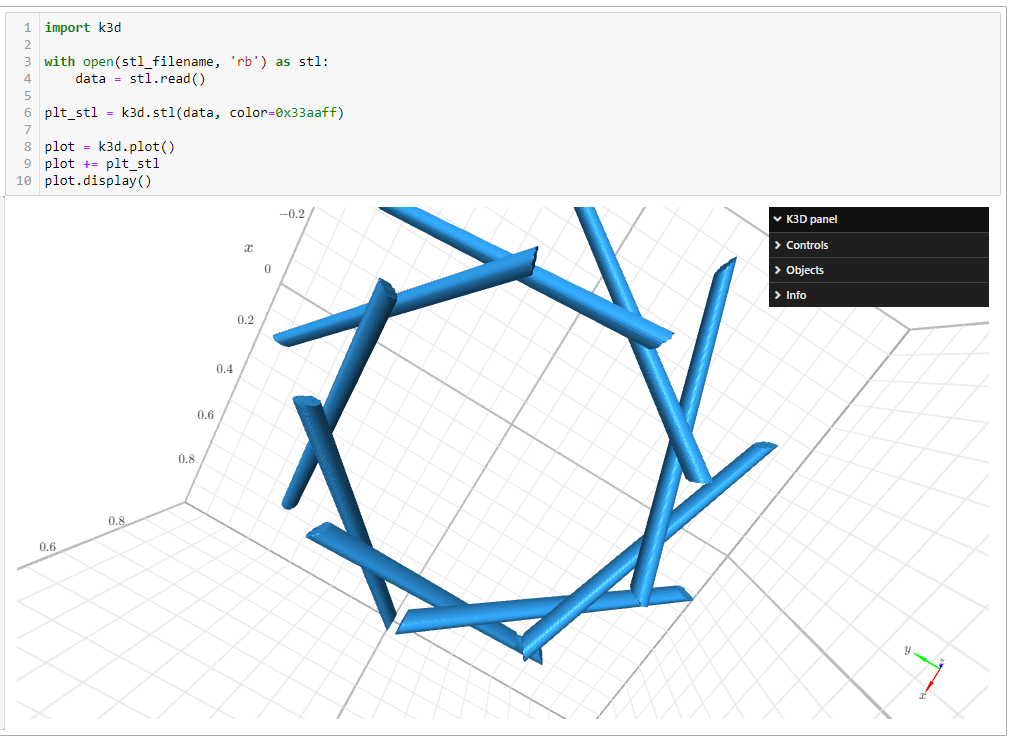 1 import k3d
2
3 with open(stl_filename, 'rb') as stl:
4     data = stl.read()
5
6 plt_stl = k3d.stl(data, color=0x33aaff)
7
8 plot = k3d.plot()
9 plot += plt_stl
10 plot.display()
−0.2
x
0
0.2
0.4
0.6
0.8
0.8
0.6
K3D panel
Controls
Objects
Info
y
z
x